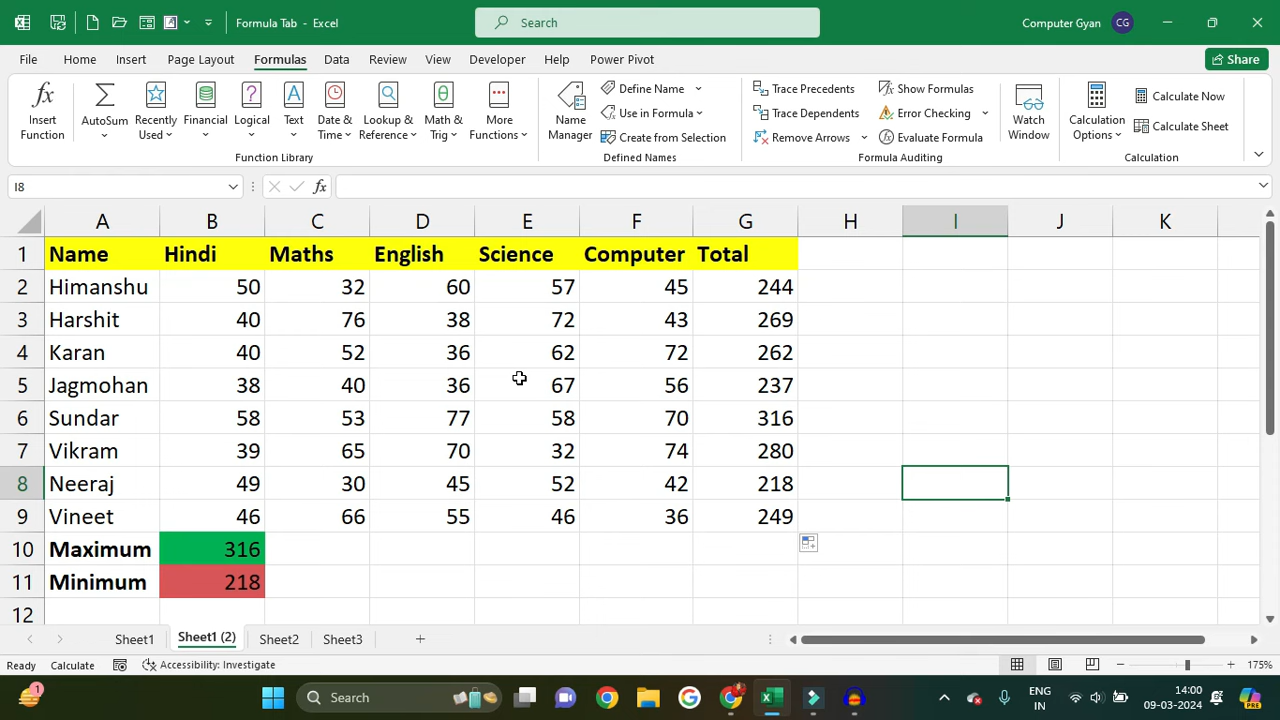 Formula Tab - Excel
Search
Computer Gyan CG
File Home Insert Page Layout Formulas Data Review View Developer Help Power Pivot Share
fx Insert Function
AutoSum
Recently Used
Financial
Logical
Text
Date & Time
Lookup & Reference
Math & Trig
More Functions
Function Library
Name Manager
Define Name
Use in Formula
Create from Selection
Defined Names
Trace Precedents
Trace Dependents
Remove Arrows
Show Formulas
Error Checking
Evaluate Formula
Formula Auditing
Watch Window
Calculation Options
Calculate Now
Calculate Sheet
Calculation
I8 fx
A B C D E F G H I J K
1 Name Hindi Maths English Science Computer Total
2 Himanshu 50 32 60 57 45 244
3 Harshit 40 76 38 72 43 269
4 Karan 40 52 36 62 72 262
5 Jagmohan 38 40 36 67 56 237
6 Sundar 58 53 77 58 70 316
7 Vikram 39 65 70 32 74 280
8 Neeraj 49 30 45 52 42 218
9 Vineet 46 66 55 46 36 249
10 Maximum 316
11 Minimum 218
12
Sheet1 Sheet1 (2) Sheet2 Sheet3
Ready Calculate Accessibility: Investigate 175%
1 Search ENG IN 14:00 09-03-2024 PRE